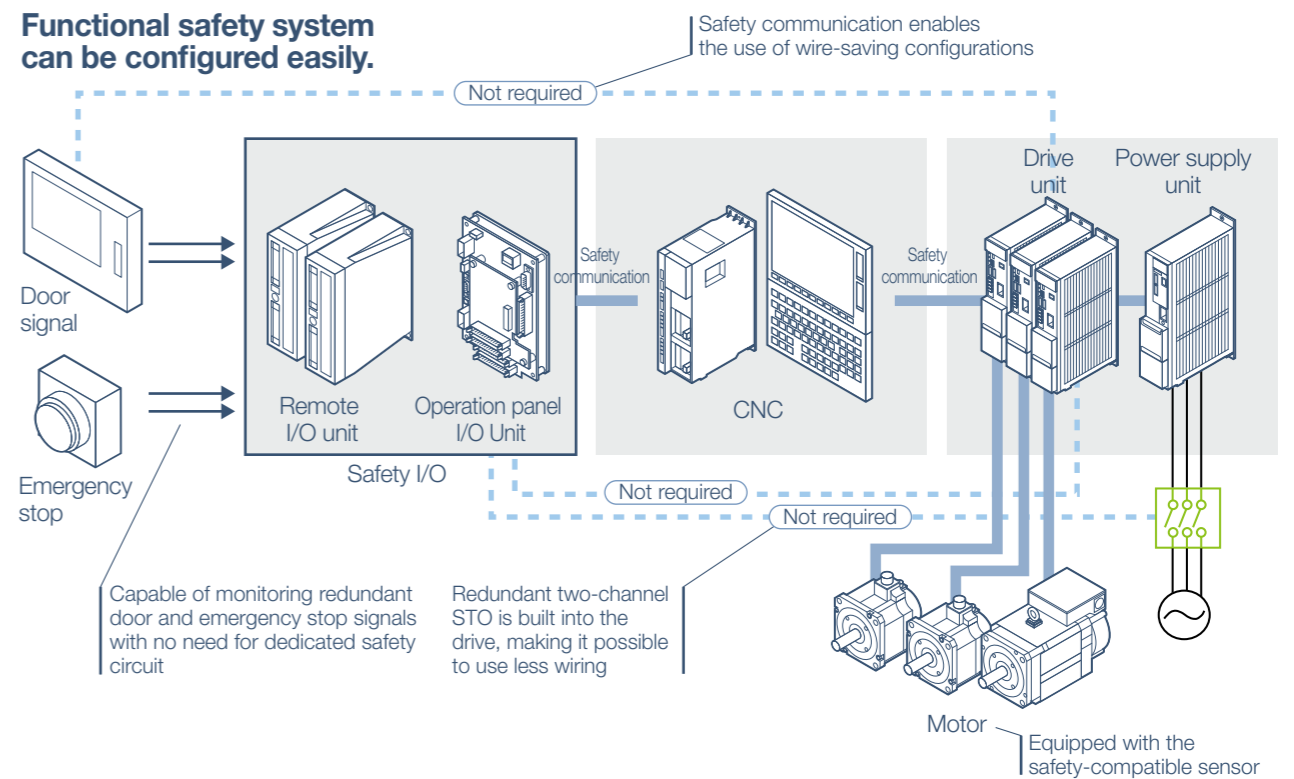 Functional safety system
can be configured easily.
Safety communication enables
the use of wire-saving configurations
Not required
Drive
unit
Power supply
unit
Door
signal
Safety
communication
Safety
communication
Remote
I/O unit
Operation panel
I/O Unit
CNC
Safety I/O
Emergency
stop
Not required
Not required
Capable of monitoring redundant
door and emergency stop signals
with no need for dedicated safety
circuit
Redundant two-channel
STO is built into the
drive, making it possible
to use less wiring
Motor
Equipped with the
safety-compatible sensor